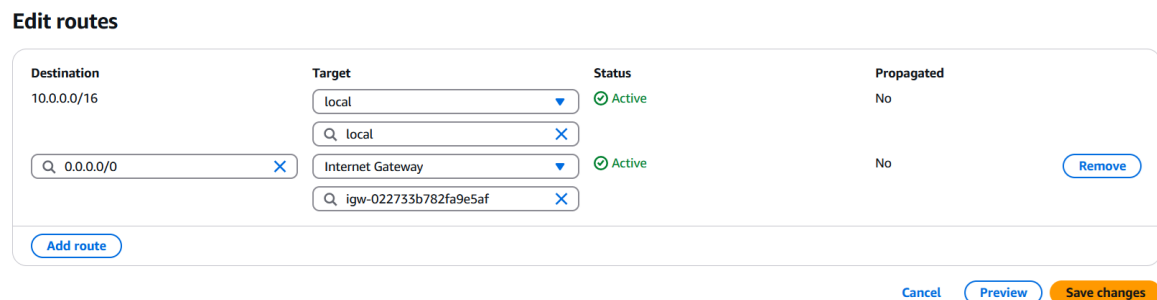 Edit routes
Destination Target Status Propagated
10.0.0.0/16 local Active No
local
0.0.0.0/0 Internet Gateway Active No Remove
igw-022733b782fa9e5af
Add route
Cancel Preview Save changes